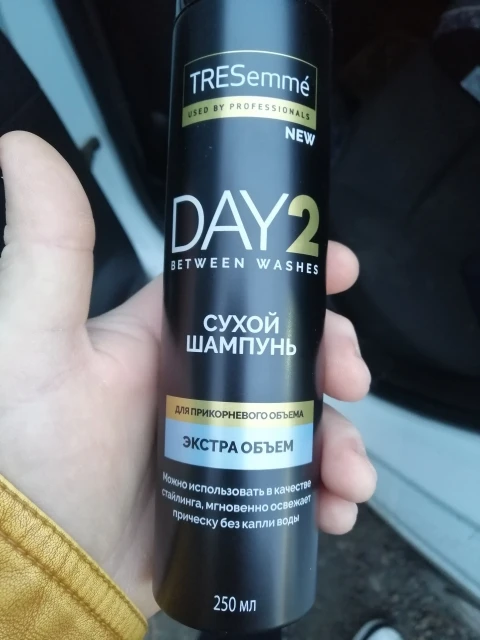 TRESemmé
USED BY PROFESSIONALS
NEW
DAY2
BETWEEN WASHES
СУХОЙ
ШАМПУНЬ
ДЛЯ ПРИКОРНЕВОГО ОБЪЕМА
ЭКСТРА ОБЪЕМ
Можно использовать в качестве
стайлинга, мгновенно освежает
прическу без капли воды
250 мл